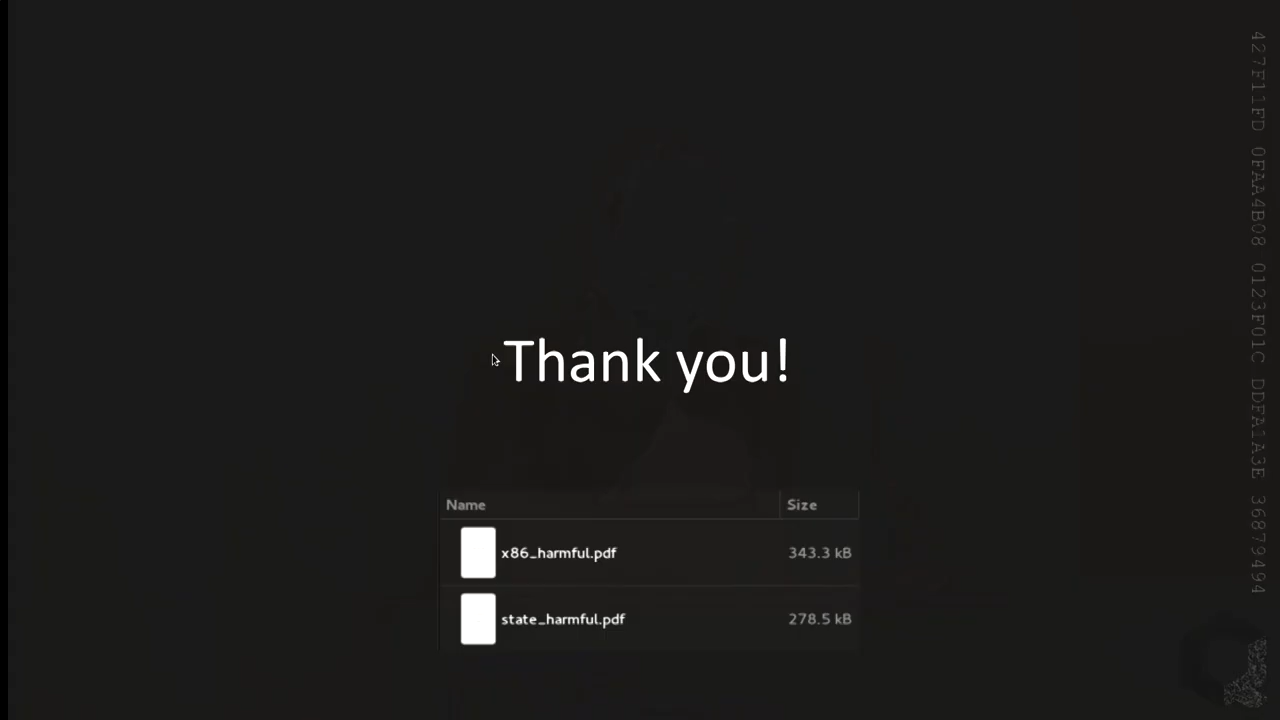 Thank you!
Name Size
x86_harmful.pdf 343.3 kB
state_harmful.pdf 278.5 kB
427F11FD 0FAA4B08 0123F01C DDFA1A3E 36879494